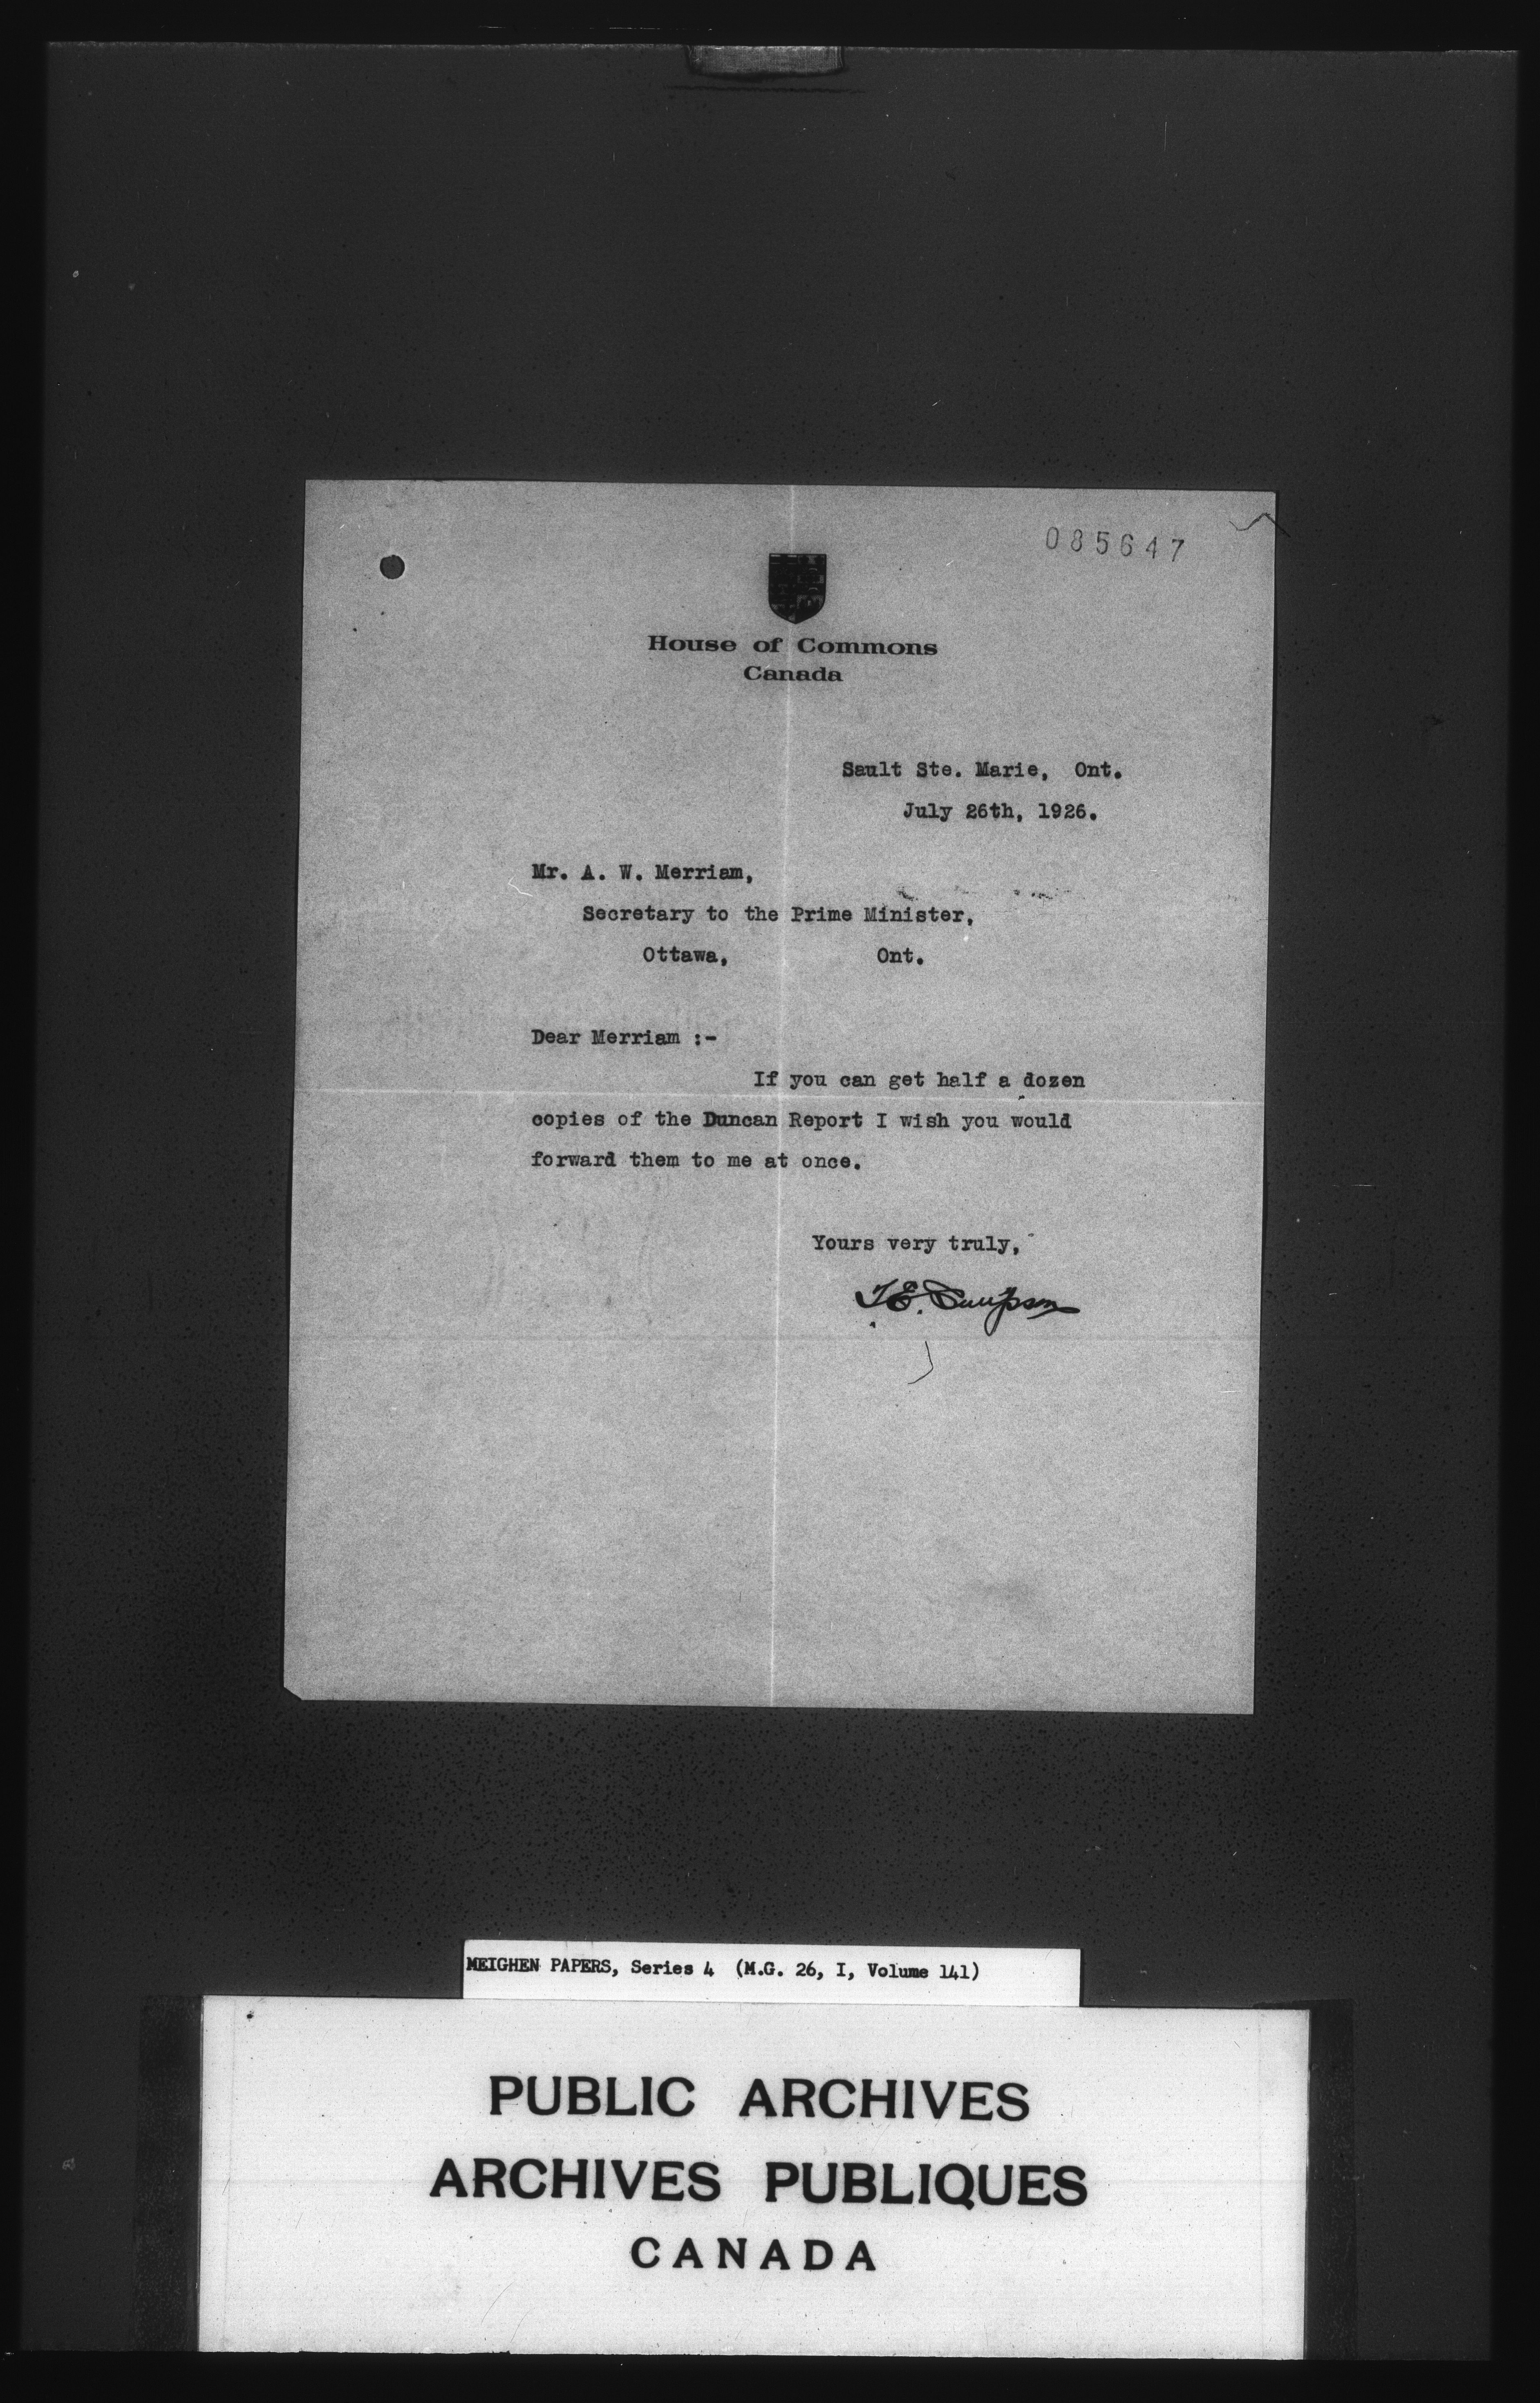 085647
House of Commons
Canada
Sault Ste. Marie, Ont.
July 26th, 1926.
Mr. A. W. Merriam,
Secretary to the Prime Minister,
Ottawa, Ont.
Dear Merriam :-
If you can get half a dozen
copies of the Duncan Report I wish you would
forward them to me at once.
Yours very truly,
T. E. Simpson
MEIGHEN PAPERS, Series 4 (M.G. 26, I, Volume 141)
PUBLIC ARCHIVES
ARCHIVES PUBLIQUES
CANADA